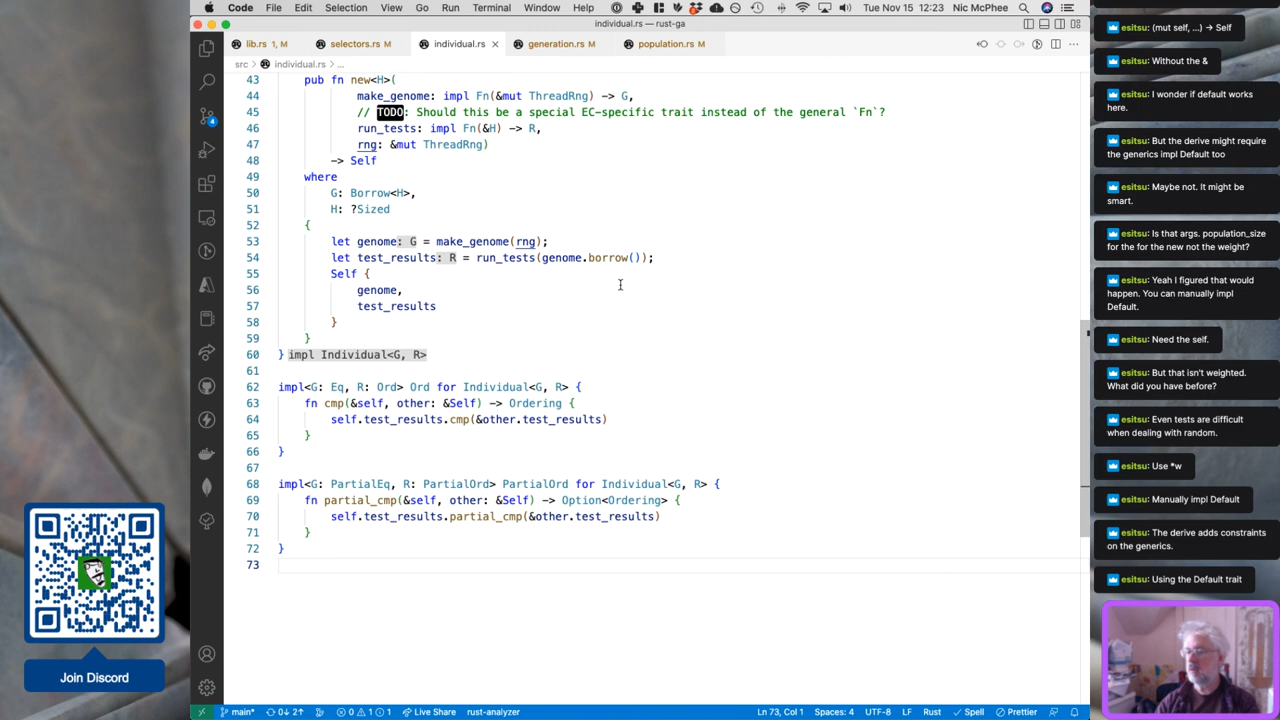 Code File Edit Selection View Go Run Terminal Window Help Tue Nov 15 12:23 Nic McPhee
individual.rs — rust-ga
lib.rs 1, M selectors.rs M individual.rs × generation.rs M population.rs M
src > individual.rs > ...
43 pub fn new<H>(
44 make_genome: impl Fn(&mut ThreadRng) -> G,
45 // TODO: Should this be a special EC-specific trait instead of the general `Fn`?
46 run_tests: impl Fn(&H) -> R,
47 rng: &mut ThreadRng)
48 -> Self
49 where
50 G: Borrow<H>,
51 H: ?Sized
52 {
53 let genome: G = make_genome(rng);
54 let test_results: R = run_tests(genome.borrow());
55 Self {
56 genome,
57 test_results
58 }
59 }
60 } impl Individual<G, R>
61
62 impl<G: Eq, R: Ord> Ord for Individual<G, R> {
63 fn cmp(&self, other: &Self) -> Ordering {
64 self.test_results.cmp(&other.test_results)
65 }
66 }
67
68 impl<G: PartialEq, R: PartialOrd> PartialOrd for Individual<G, R> {
69 fn partial_cmp(&self, other: &Self) -> Option<Ordering> {
70 self.test_results.partial_cmp(&other.test_results)
71 }
72 }
73
4
main* 0↓ 2↑ 0 1 1 Live Share rust-analyzer Ln 73, Col 1 Spaces: 4 UTF-8 LF Rust Spell Prettier
Join Discord
esitsu: (mut self, ...) -> Self
esitsu: Without the &
esitsu: I wonder if default works
here.
esitsu: But the derive might require
the generics impl Default too
esitsu: Maybe not. It might be
smart.
esitsu: Is that args. population_size
for the for the new not the weight?
esitsu: Yeah I figured that would
happen. You can manually impl
Default.
esitsu: Need the self.
esitsu: But that isn't weighted.
What did you have before?
esitsu: Even tests are difficult
when dealing with random.
esitsu: Use *w
esitsu: Manually impl Default
esitsu: The derive adds constraints
on the generics.
esitsu: Using the Default trait